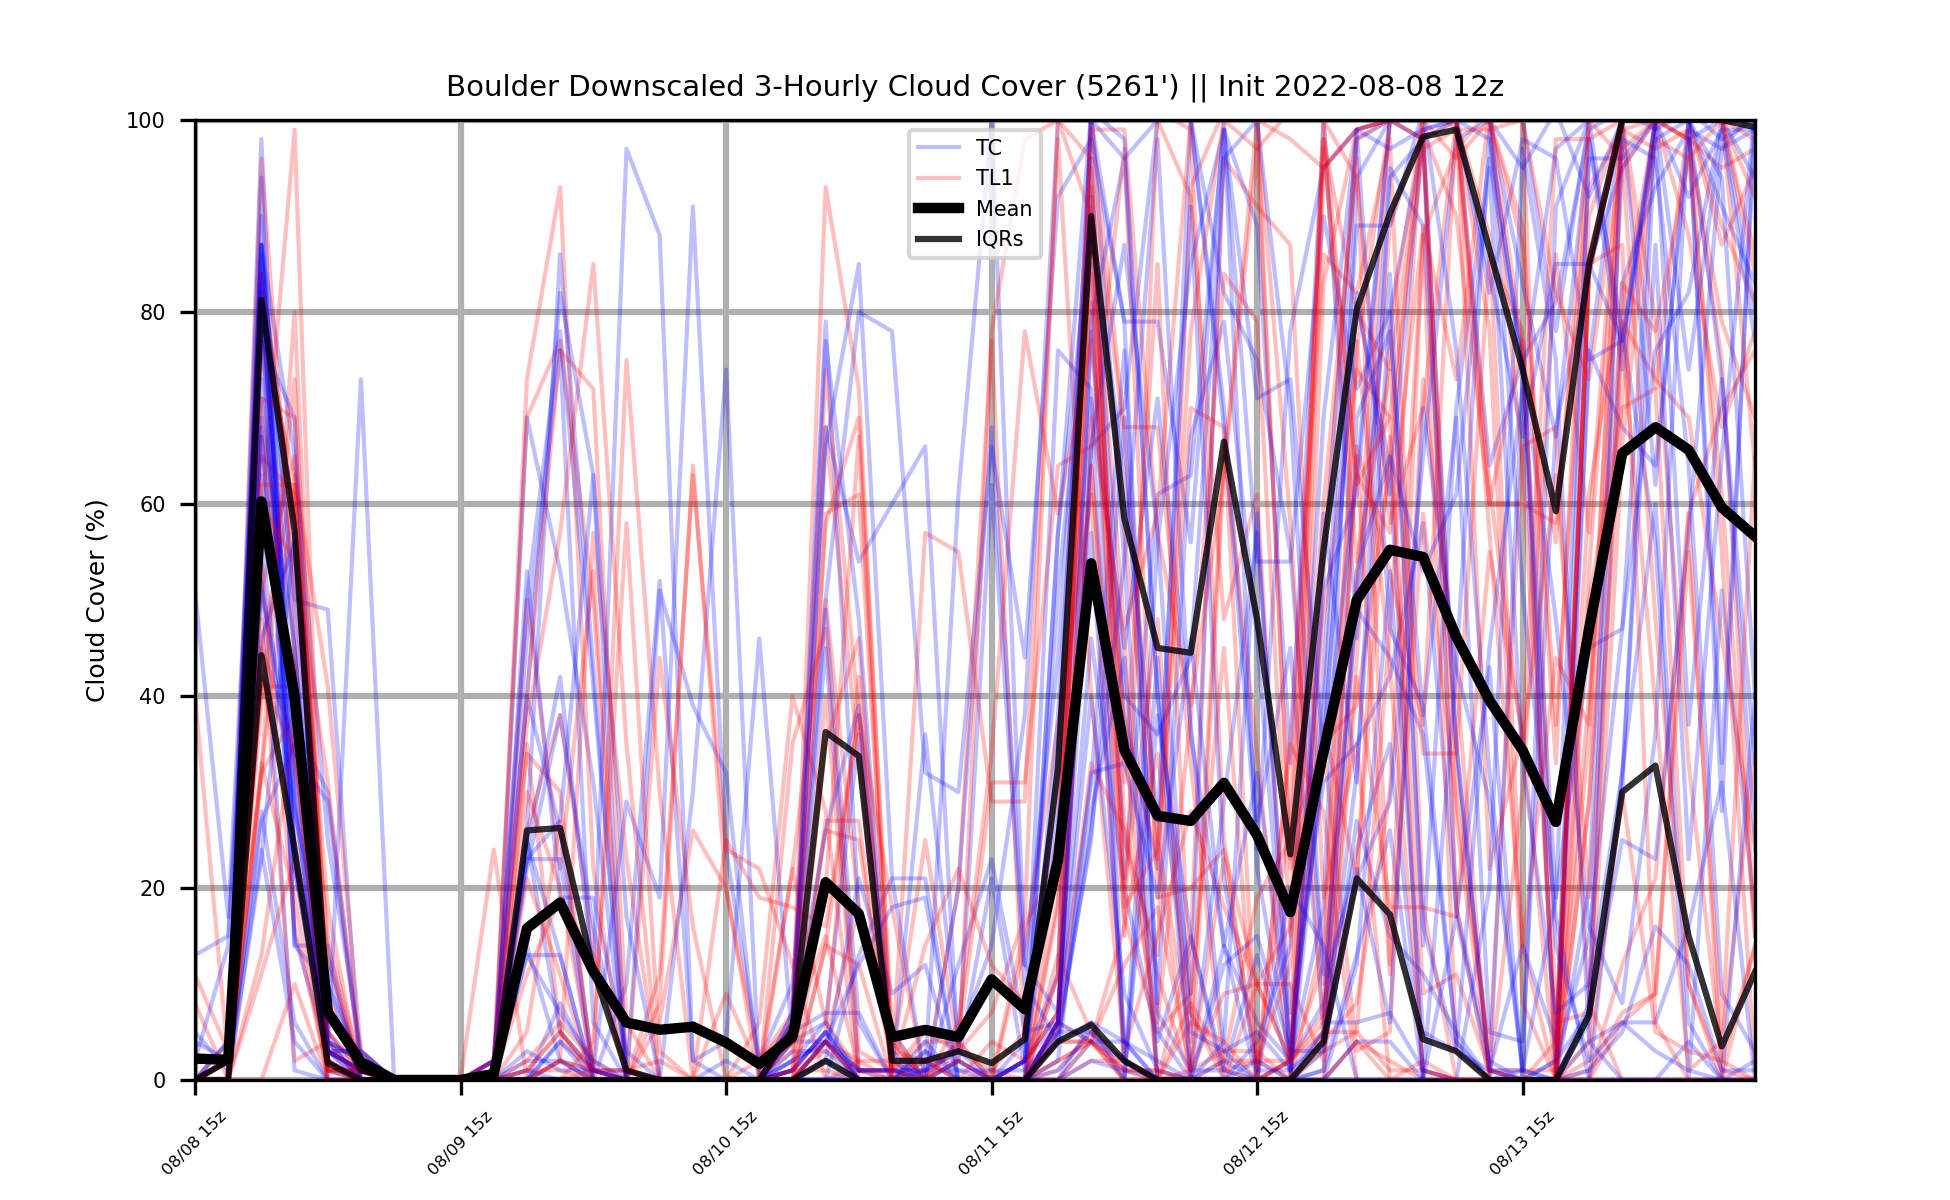 Boulder Downscaled 3-Hourly Cloud Cover (5261') || Init 2022-08-08 12z
TC
TL1
Mean
IQRs
Cloud Cover (%)
100
80
60
40
20
0
08/08 15z
08/09 15z
08/10 15z
08/11 15z
08/12 15z
08/13 15z